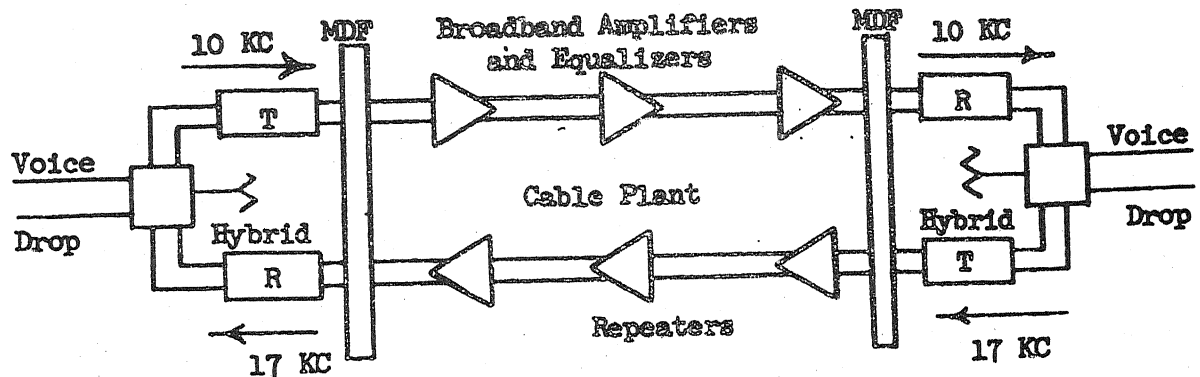 10 KC
MDF
Broadband Amplifiers
and Equalizers
MDF
10 KC
T
R
Voice
Drop
Cable Plant
Voice
Drop
Hybrid
Hybrid
R
T
Repeaters
17 KC
17 KC